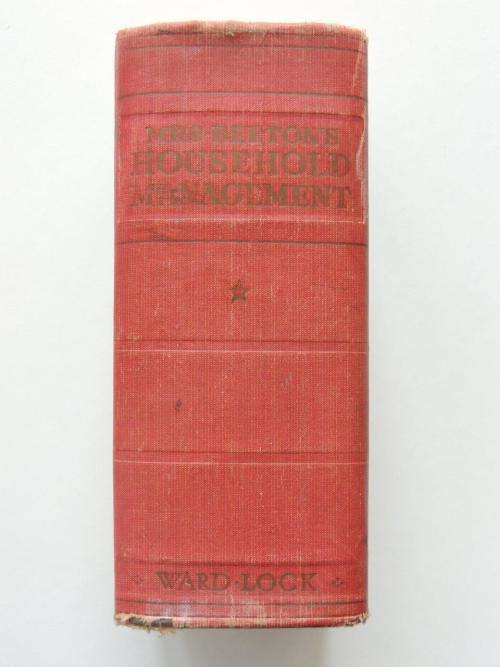 MRS BEETON'S
HOUSEHOLD
MANAGEMENT
WARD·LOCK